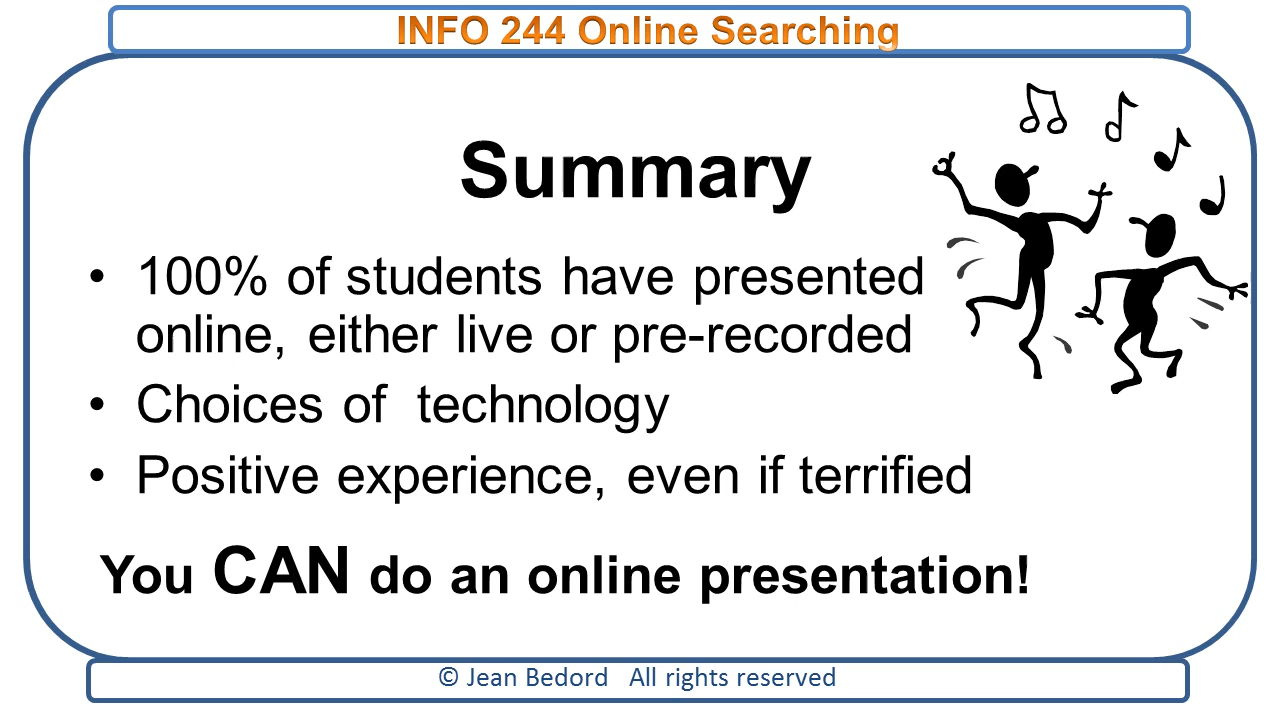 INFO 244 Online Searching
Summary
• 100% of students have presented
online, either live or pre-recorded
• Choices of  technology
• Positive experience, even if terrified
You CAN do an online presentation!
© Jean Bedord   All rights reserved